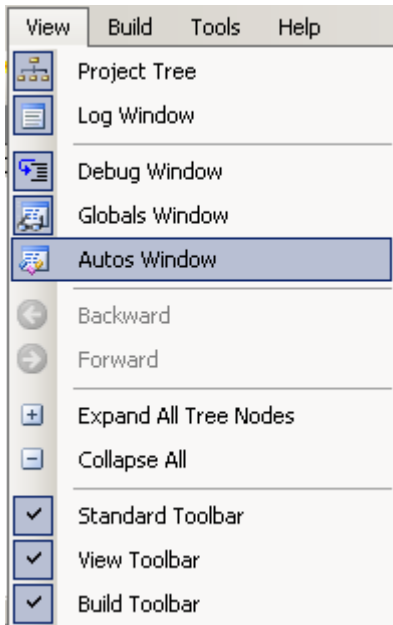 View Build Tools Help
Project Tree
Log Window
Debug Window
Globals Window
Autos Window
Backward
Forward
Expand All Tree Nodes
Collapse All
Standard Toolbar
View Toolbar
Build Toolbar